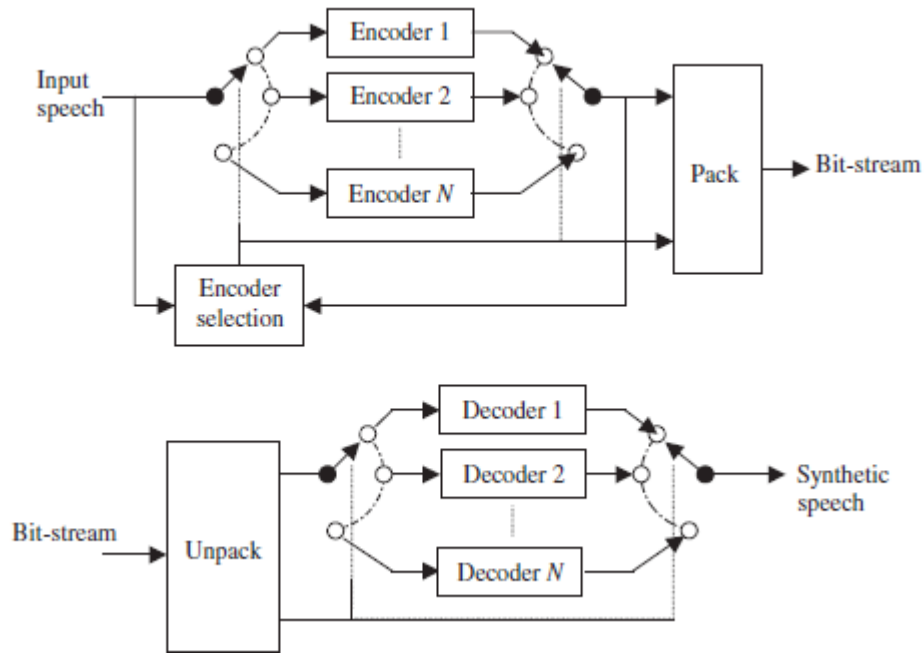 Encoder 1
Input
speech
Encoder 2
Encoder N
Pack
Bit-stream
Encoder
selection
Decoder 1
Decoder 2
Synthetic
speech
Bit-stream
Unpack
Decoder N